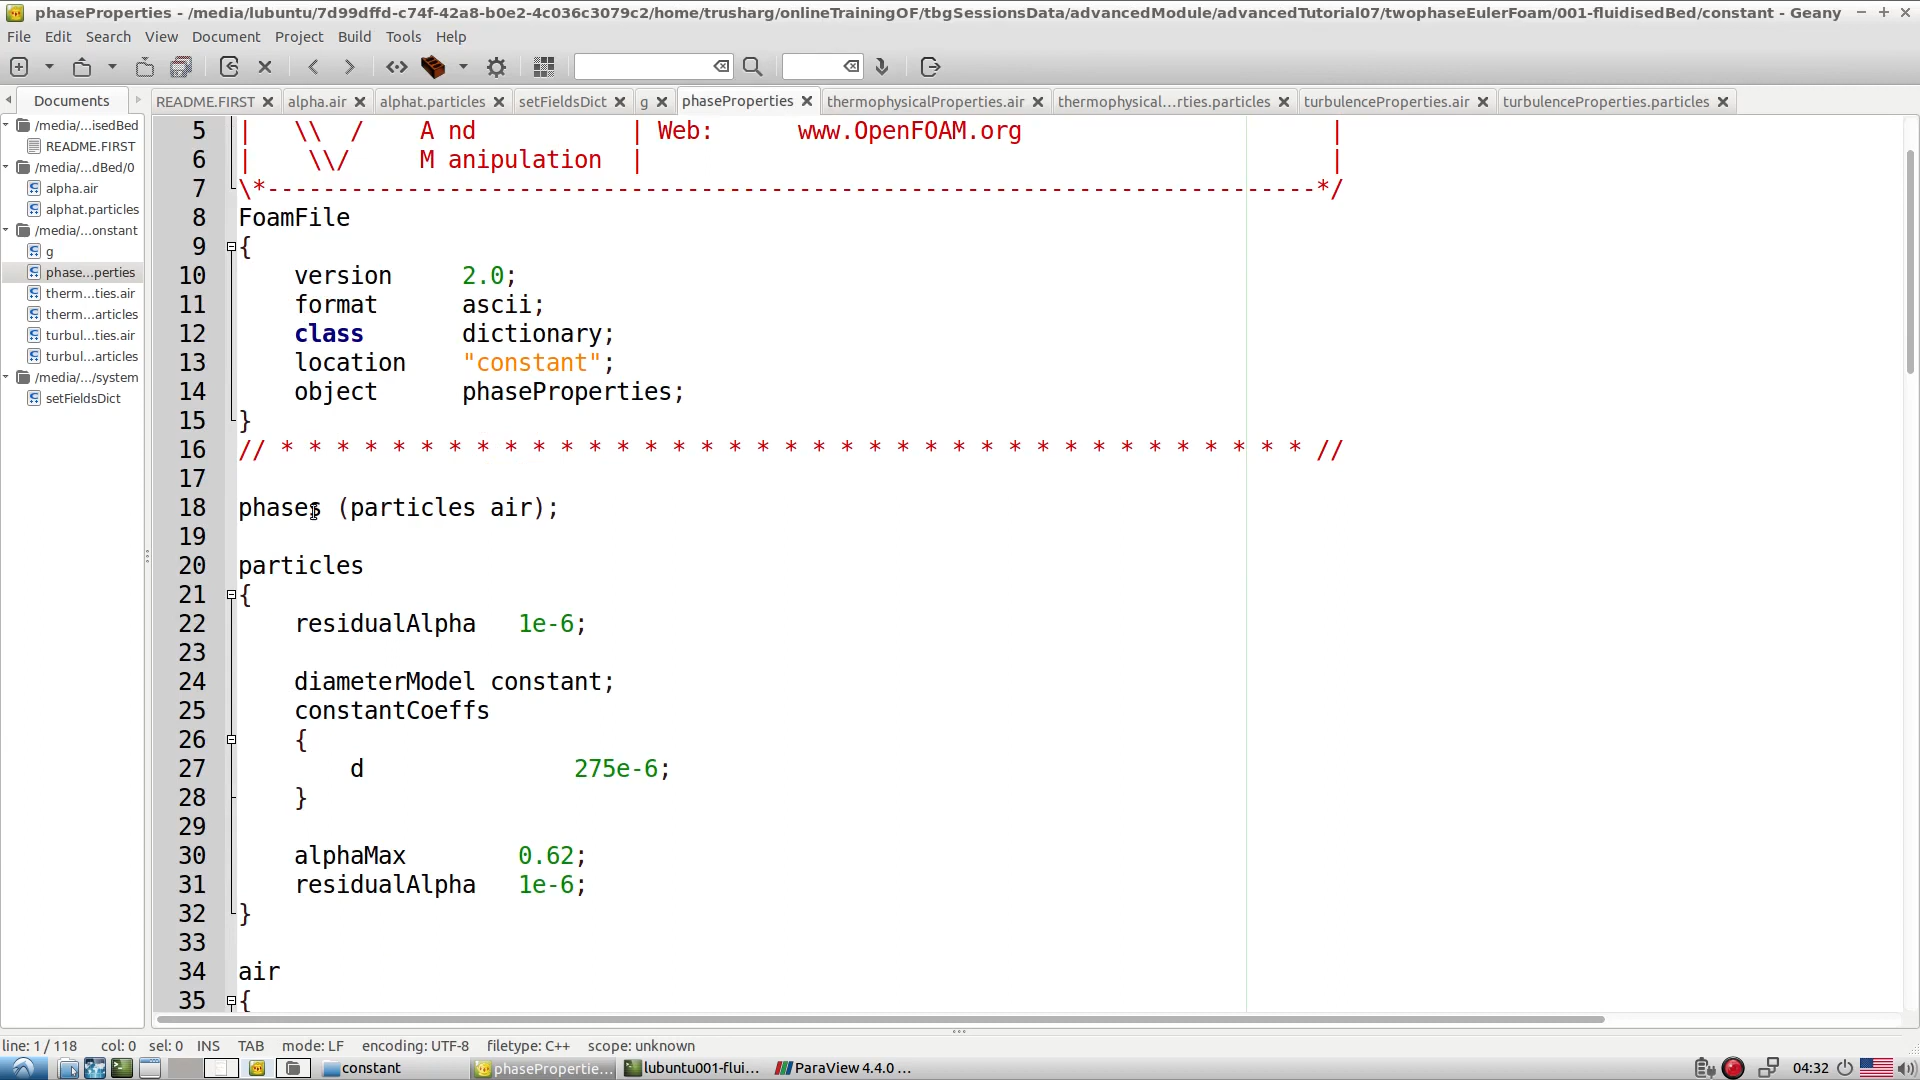 phaseProperties - /media/lubuntu/7d99dffd-c74f-42a8-b0e2-4c036c3079c2/home/trusharg/onlineTrainingOF/tbgSessionsData/advancedModule/advancedTutorial07/twophaseEulerFoam/001-fluidisedBed/constant - Geany
File Edit Search View Document Project Build Tools Help
Documents README.FIRST alpha.air alphat.particles setFieldsDict g phaseProperties thermophysicalProperties.air thermophysical...rties.particles turbulenceProperties.air turbulenceProperties.particles
/media/...isedBed
README.FIRST
/media/...dBed/0
alpha.air
alphat.particles
/media/...onstant
g
phase...perties
therm...ties.air
therm...articles
turbul...ties.air
turbul...articles
/media/.../system
setFieldsDict
5 | \\ / A nd | Web: www.OpenFOAM.org |
6 | \\/ M anipulation | |
7 \*---------------------------------------------------------------------------*/
8 FoamFile
9 {
10 version 2.0;
11 format ascii;
12 class dictionary;
13 location "constant";
14 object phaseProperties;
15 }
16 // * * * * * * * * * * * * * * * * * * * * * * * * * * * * * * * * * * * * * //
17
18 phases (particles air);
19
20 particles
21 {
22 residualAlpha 1e-6;
23
24 diameterModel constant;
25 constantCoeffs
26 {
27 d 275e-6;
28 }
29
30 alphaMax 0.62;
31 residualAlpha 1e-6;
32 }
33
34 air
35 {
line: 1 / 118 col: 0 sel: 0 INS TAB mode: LF encoding: UTF-8 filetype: C++ scope: unknown
constant phasePropertie... lubuntu001-flui... ParaView 4.4.0 ... 04:32